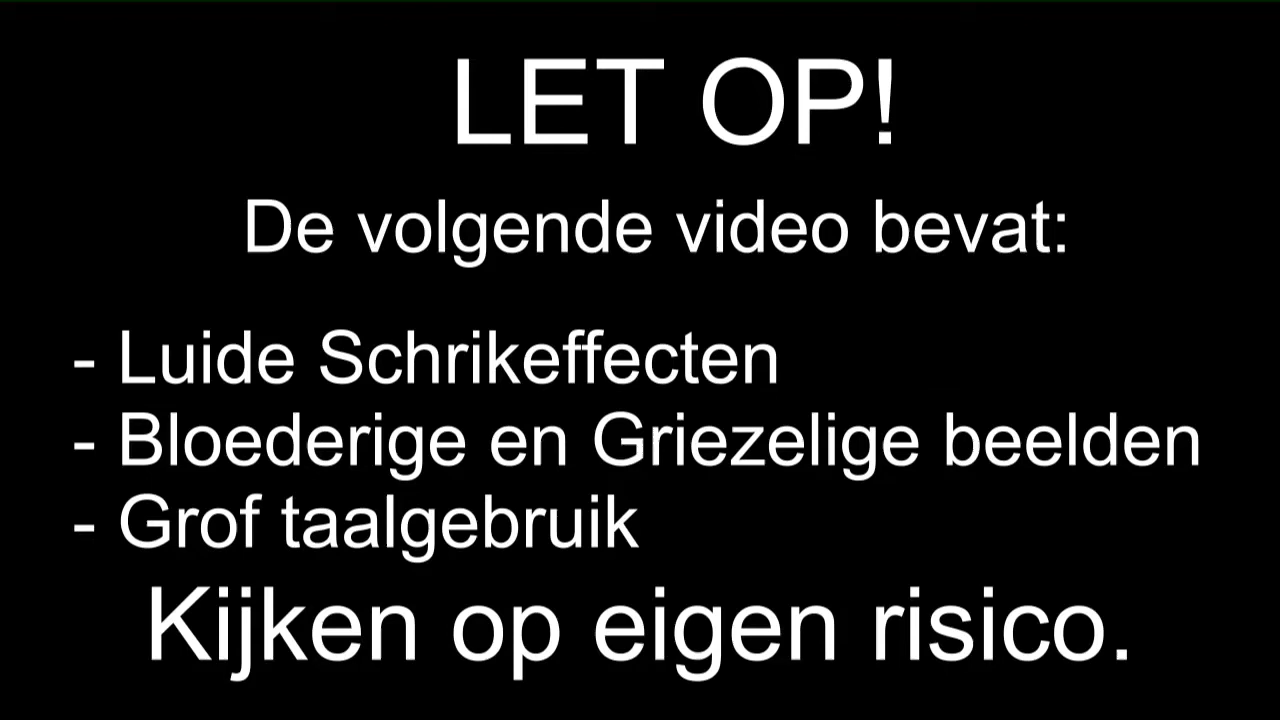 LET OP!
De volgende video bevat:
- Luide Schrikeffecten
- Bloederige en Griezelige beelden
- Grof taalgebruik
Kijken op eigen risico.